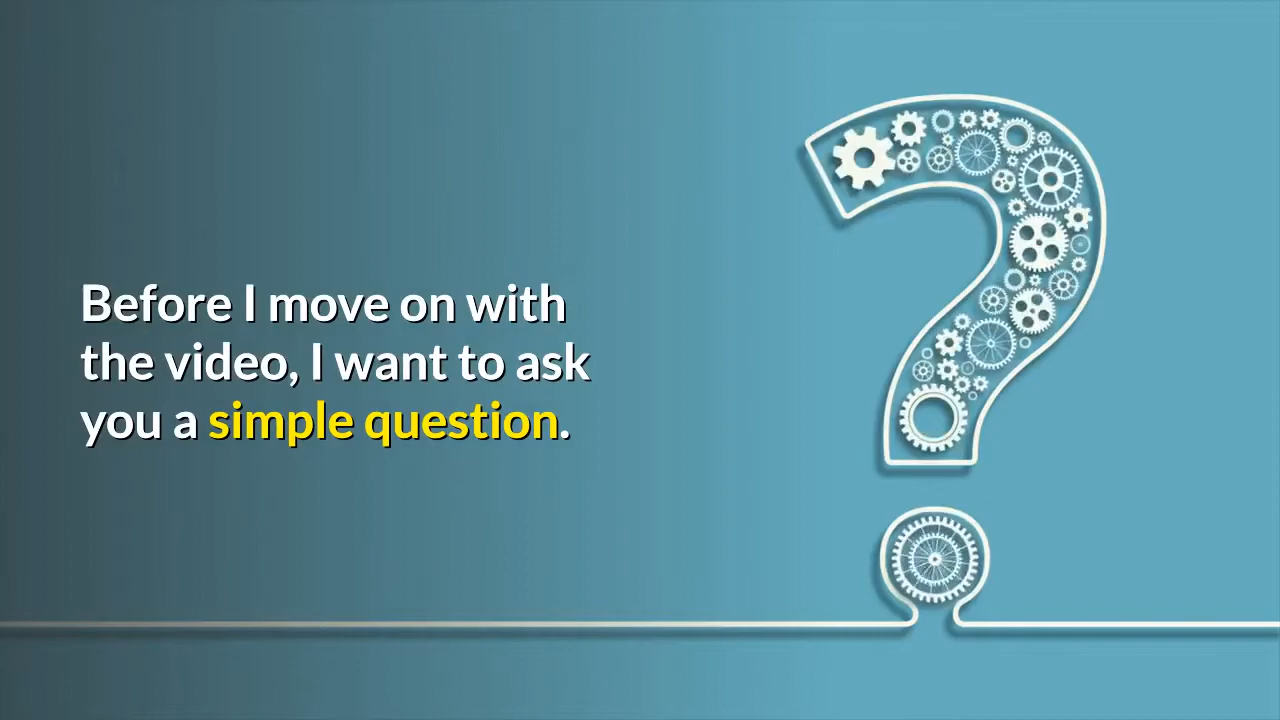 Before I move on with
the video, I want to ask
you a simple question.